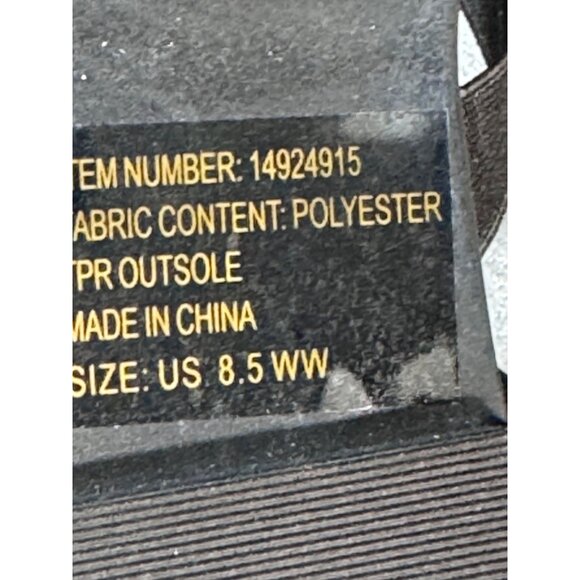 TEM NUMBER: 14924915
ABRIC CONTENT: POLYESTER
TPR OUTSOLE
MADE IN CHINA
SIZE: US 8.5 WW